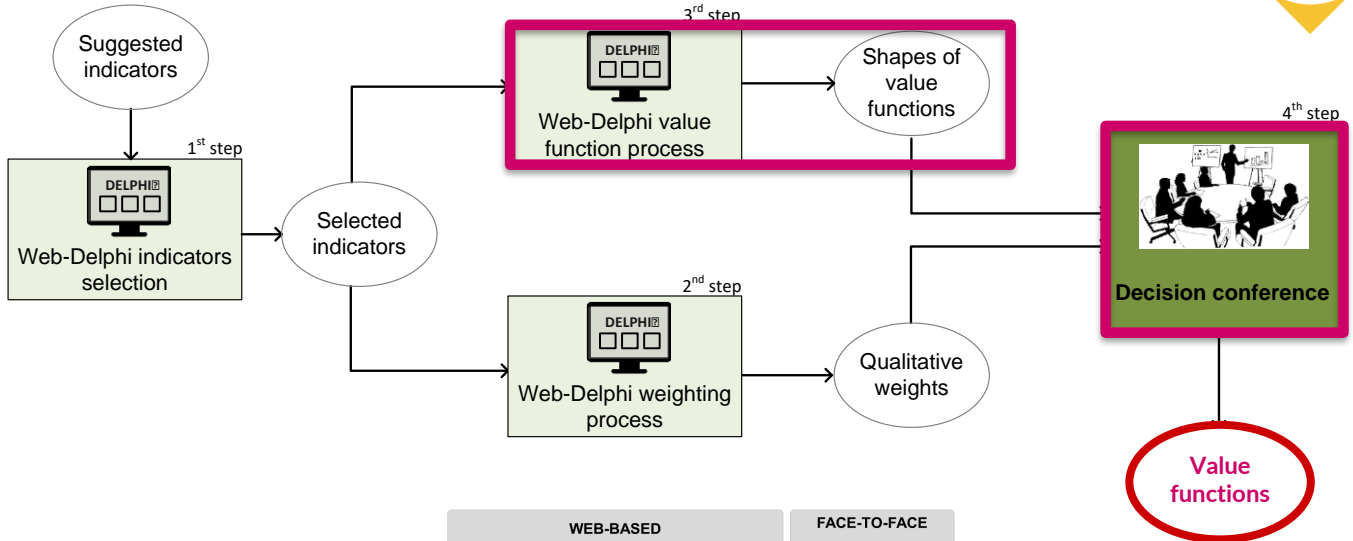 Suggested
indicators
1st step
DELPHI⍰
Web-Delphi indicators
selection
Selected
indicators
3rd step
DELPHI⍰
Web-Delphi value
function process
Shapes of
value
functions
2nd step
DELPHI⍰
Web-Delphi weighting
process
Qualitative
weights
4th step
Decision conference
Value
functions
WEB-BASED
FACE-TO-FACE